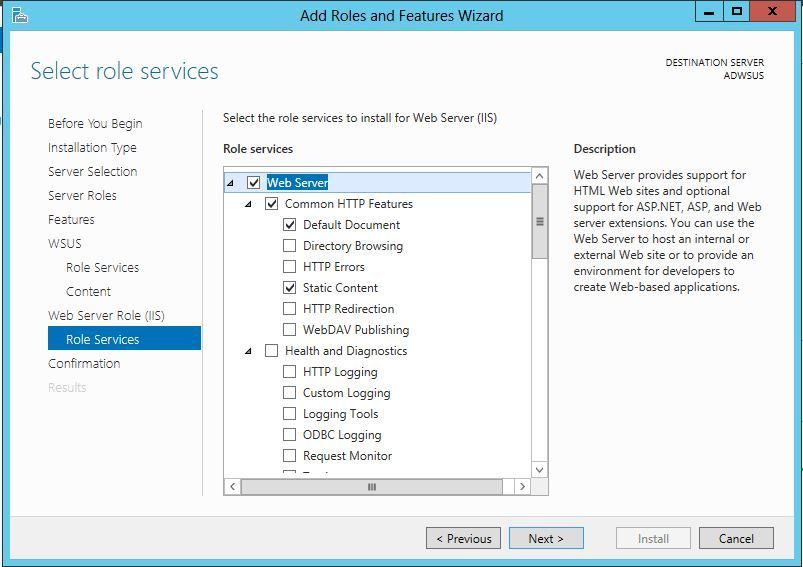 Add Roles and Features Wizard
Select role services
DESTINATION SERVER
ADWSUS
Before You Begin
Installation Type
Server Selection
Server Roles
Features
WSUS
Role Services
Content
Web Server Role (IIS)
Role Services
Confirmation
Results
Select the role services to install for Web Server (IIS)
Role services
Web Server
Common HTTP Features
Default Document
Directory Browsing
HTTP Errors
Static Content
HTTP Redirection
WebDAV Publishing
Health and Diagnostics
HTTP Logging
Custom Logging
Logging Tools
ODBC Logging
Request Monitor
Description
Web Server provides support for
HTML Web sites and optional
support for ASP.NET, ASP, and Web
server extensions. You can use the
Web Server to host an internal or
external Web site or to provide an
environment for developers to
create Web-based applications.
< Previous
Next >
Install
Cancel